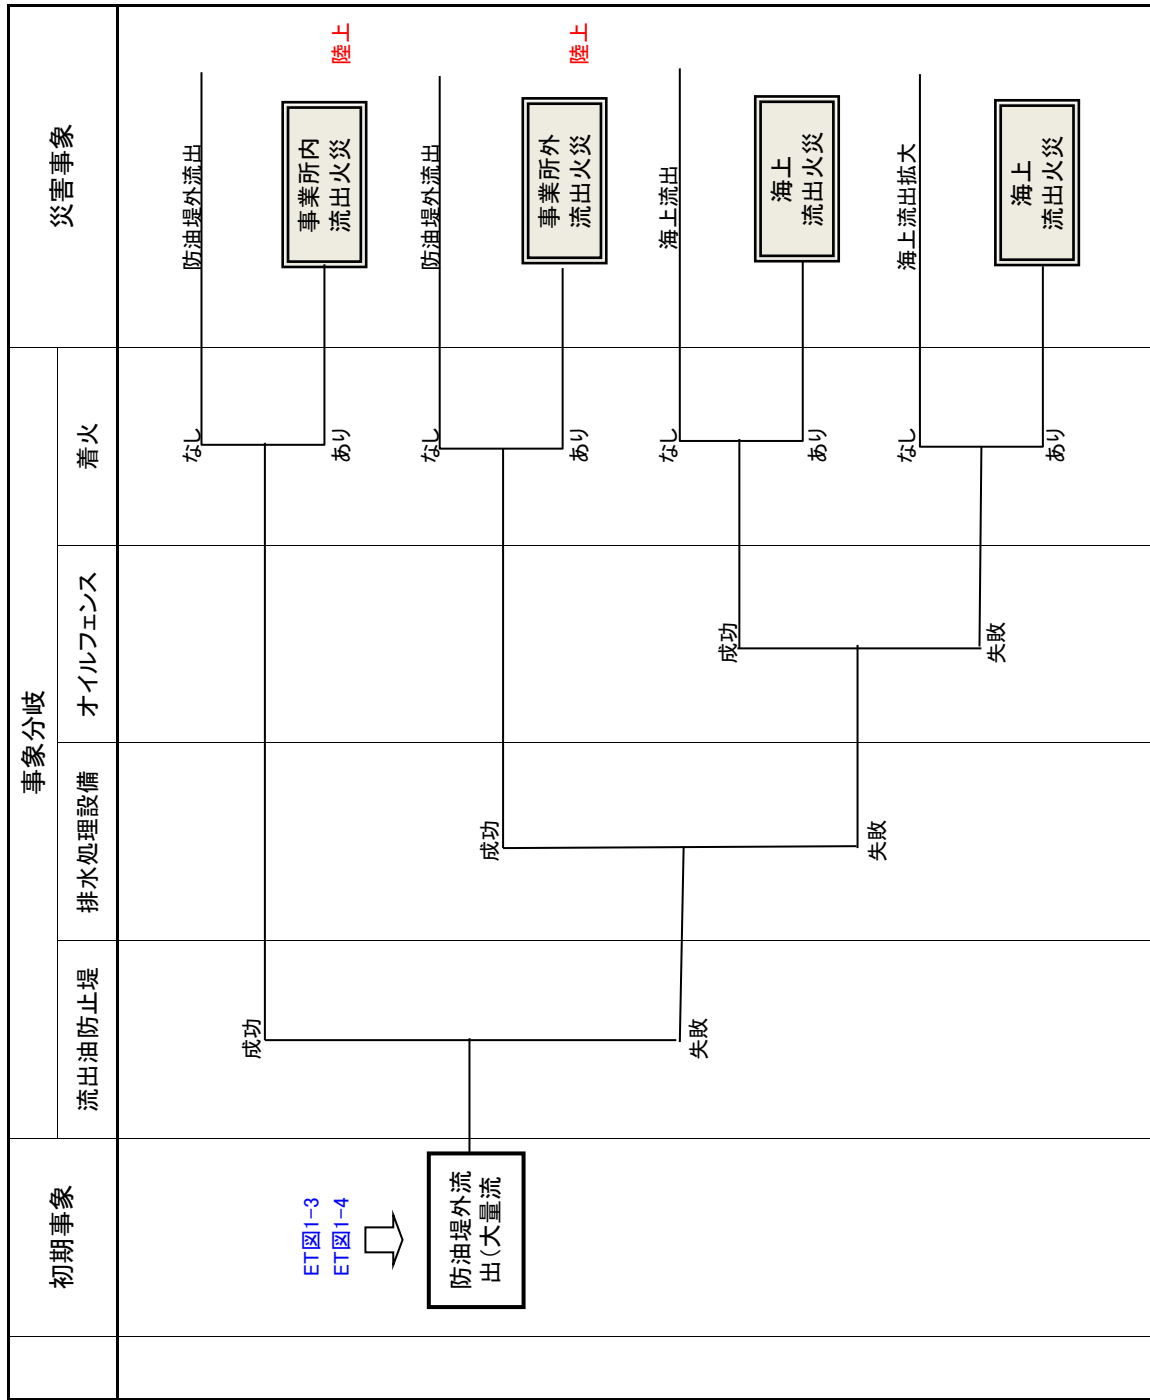 初期事象
事象分岐
災害事象
流出油防止堤
排水処理設備
オイルフェンス
着火
ET図1-3
ET図1-4
防油堤外流
出(大量流
成功
失敗
成功
失敗
成功
失敗
なし
あり
なし
あり
なし
あり
なし
あり
防油堤外流出
事業所内
流出火災
陸上
防油堤外流出
事業所外
流出火災
陸上
海上流出
海上
流出火災
海上流出拡大
海上
流出火災